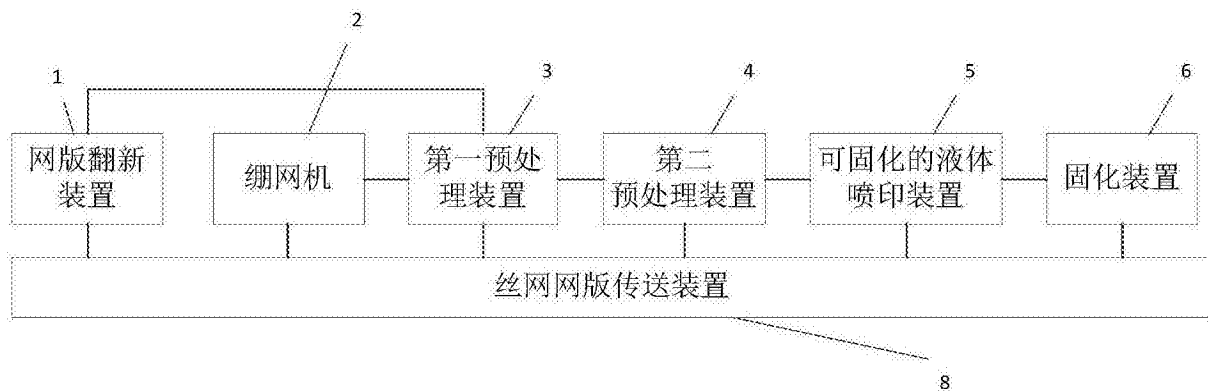 2
1
3
4
5
6
网版翻新
装置
绷网机
第一预处
理装置
第二
预处理装置
可固化的液体
喷印装置
固化装置
丝网网版传送装置
8